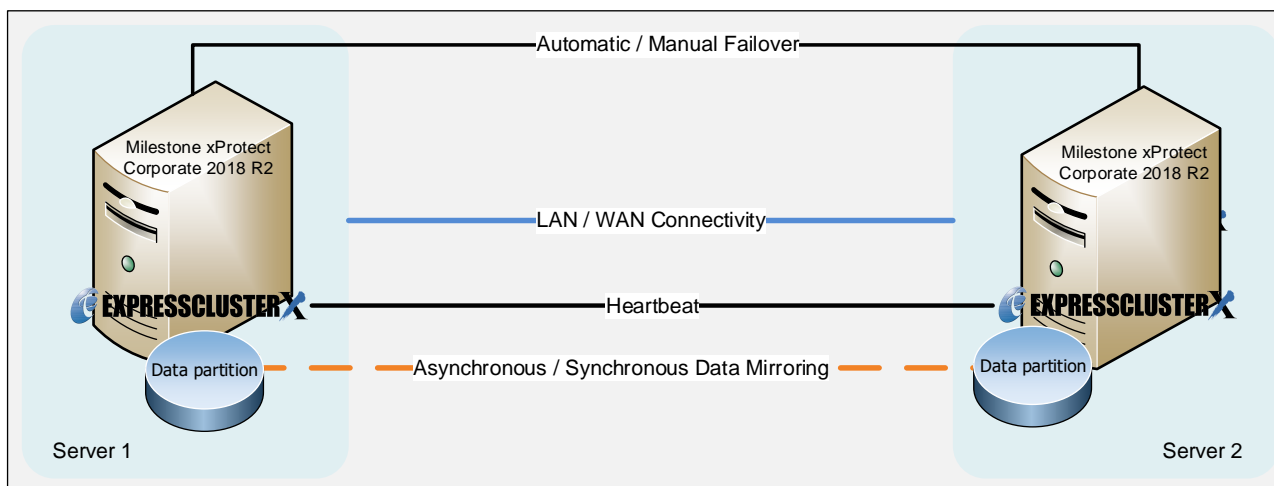 Automatic / Manual Failover
Milestone xProtect
Corporate 2018 R2
Milestone xProtect
Corporate 2018 R2
LAN / WAN Connectivity
EXPRESSCLUSTER X
Heartbeat
EXPRESSCLUSTER X
Data partition
Asynchronous / Synchronous Data Mirroring
Data partition
Server 1
Server 2